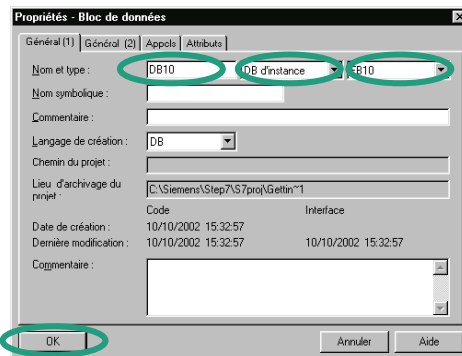 Propriétés - Bloc de données
Général (1) Général (2) Appels Attributs
Nom et type : DB10 DB d'instance FB10
Nom symbolique :
Commentaire :
Langage de création : DB
Chemin du projet :
Lieu d'archivage du projet : C:\Siemens\Step7\S7proj\Gettin~1
Code Interface
Date de création : 10/10/2002 15:32:57
Dernière modification : 10/10/2002 15:32:57 10/10/2002 15:32:57
Commentaire :
OK Annuler Aide